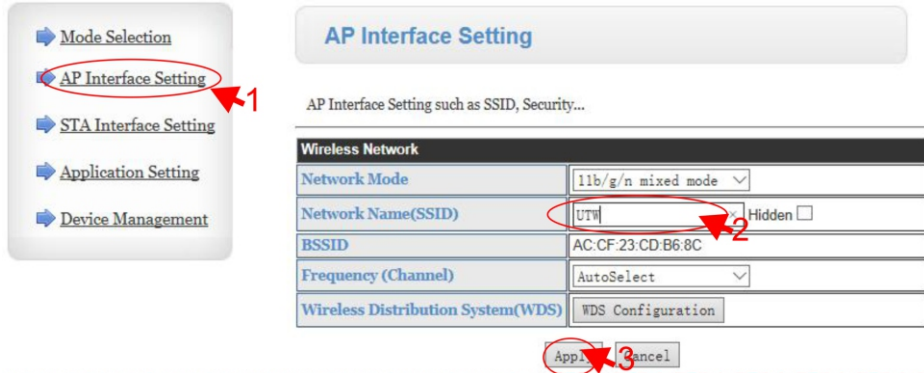 Mode Selection
AP Interface Setting
1
STA Interface Setting
Application Setting
Device Management
AP Interface Setting
AP Interface Setting such as SSID, Security...
Wireless Network
Network Mode 11b/g/n mixed mode
Network Name(SSID) UTW × Hidden
2
BSSID AC:CF:23:CD:B6:8C
Frequency (Channel) AutoSelect
Wireless Distribution System(WDS) WDS Configuration
Apply Cancel
3